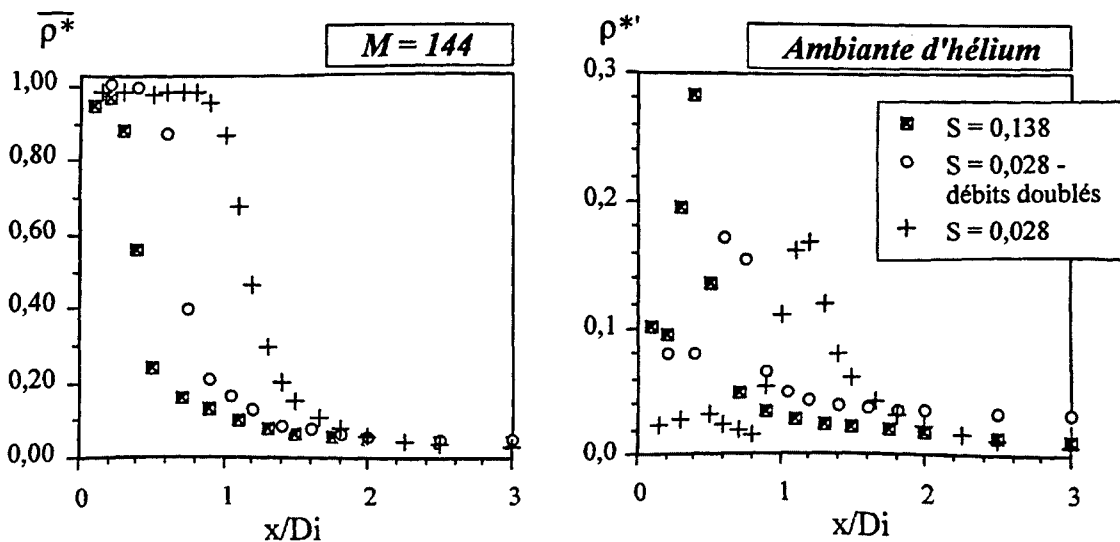 ρ*
M = 144
1,00
0,80
0,60
0,40
0,20
0,00
0 1 2 3
x/Di
ρ*'
Ambiante d'hélium
0,3
0,2
0,1
0,0
0 1 2 3
x/Di
S = 0,138
S = 0,028 -
débits doublés
S = 0,028